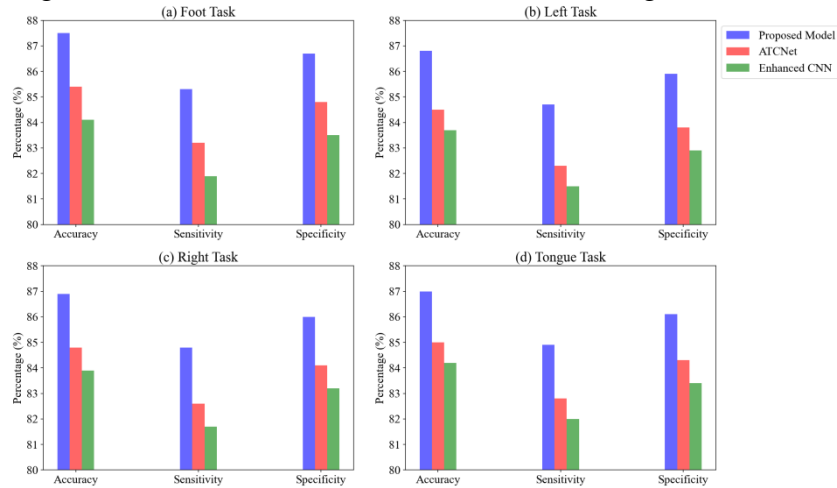 (a) Foot Task
88
87
86
85
84
83
82
81
80
Percentage (%)
Accuracy
Sensitivity
Specificity
(b) Left Task
88
87
86
85
84
83
82
81
80
Percentage (%)
Accuracy
Sensitivity
Specificity
Proposed Model
ATCNet
Enhanced CNN
(c) Right Task
88
87
86
85
84
83
82
81
80
Percentage (%)
Accuracy
Sensitivity
Specificity
(d) Tongue Task
88
87
86
85
84
83
82
81
80
Percentage (%)
Accuracy
Sensitivity
Specificity